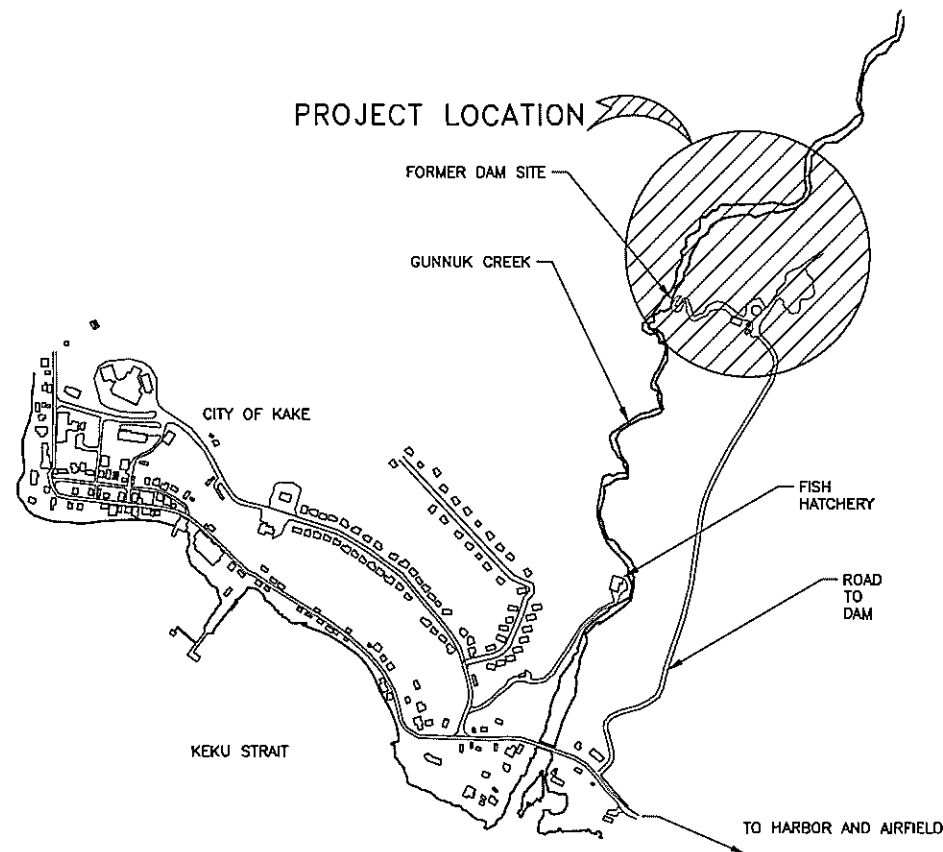 PROJECT LOCATION
FORMER DAM SITE
GUNNUK CREEK
CITY OF KAKE
FISH
HATCHERY
ROAD
TO
DAM
KEKU STRAIT
TO HARBOR AND AIRFIELD